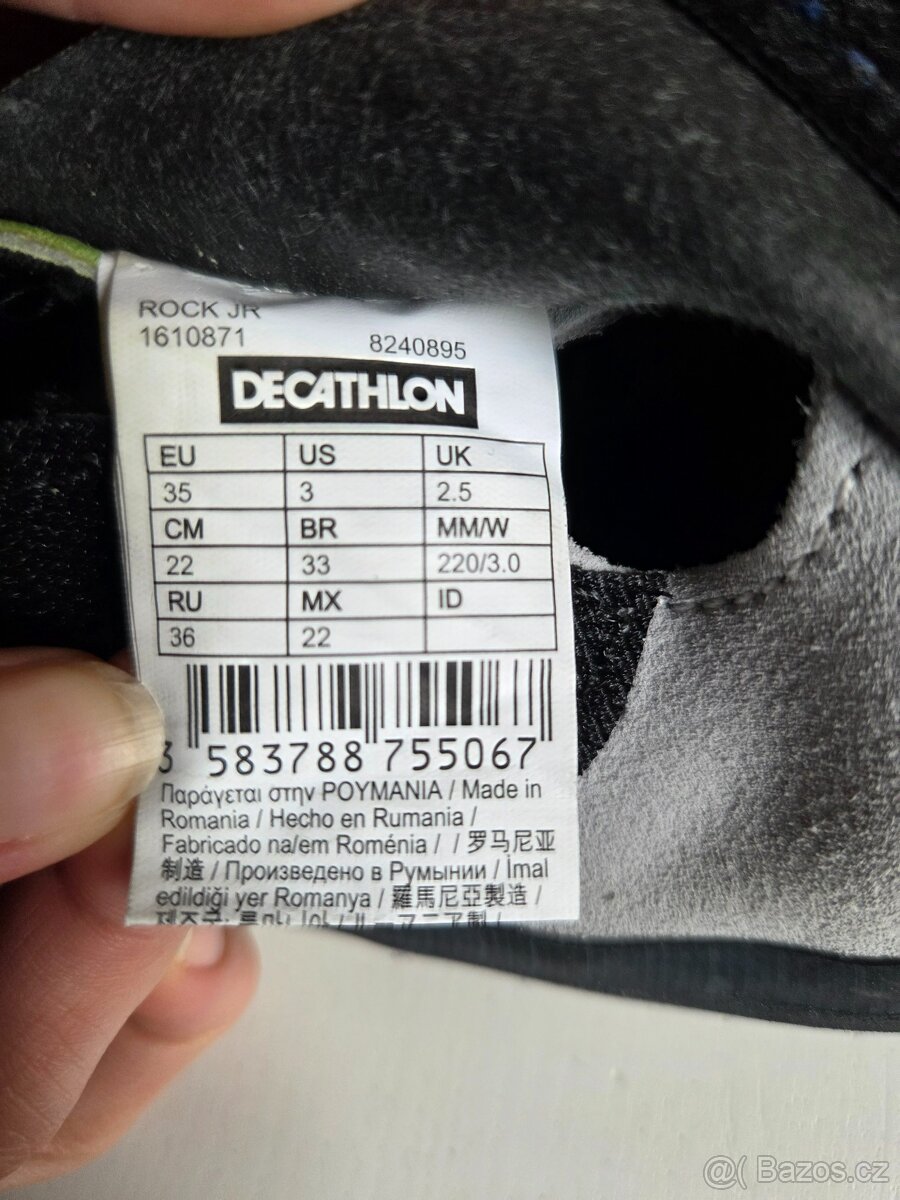 ROCK JR
1610871 8240895
DECATHLON
EU US UK
35 3 2.5
CM BR MM/W
22 33 220/3.0
RU MX ID
36 22
3 583788 755067
Παράγεται στην ΡΟΥΜΑΝΙΑ / Made in
Romania / Hecho en Rumania /
Fabricado na/em Roménia / / 罗马尼亚
制造 / Произведено в Румынии / İmal
edildiği yer Romanya / 羅馬尼亞製造 /
@( Bazos.cz